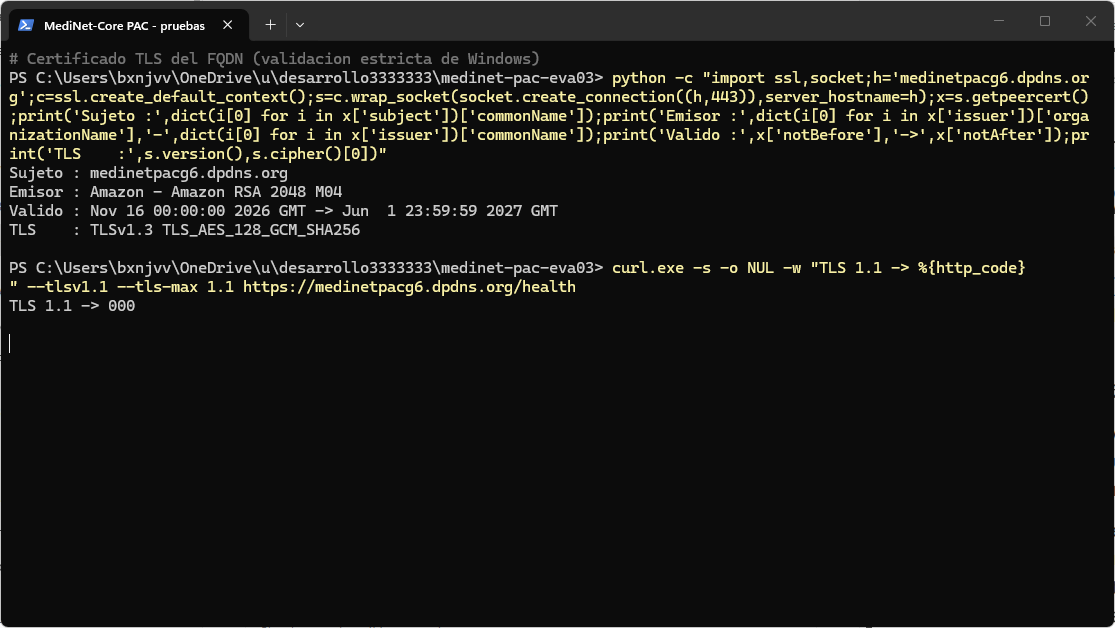 MediNet-Core PAC - pruebas
# Certificado TLS del FQDN (validacion estricta de Windows)
PS C:\Users\bxnjvv\OneDrive\u\desarrollo3333333\medinet-pac-eva03> python -c "import ssl,socket;h='medinetpacg6.dpdns.or
g';c=ssl.create_default_context();s=c.wrap_socket(socket.create_connection((h,443)),server_hostname=h);x=s.getpeercert()
;print('Sujeto :',dict(i[0] for i in x['subject'])['commonName']);print('Emisor :',dict(i[0] for i in x['issuer'])['orga
nizationName'],'-',dict(i[0] for i in x['issuer'])['commonName']);print('Valido :',x['notBefore'],'->',x['notAfter']);pr
int('TLS    :',s.version(),s.cipher()[0])"
Sujeto : medinetpacg6.dpdns.org
Emisor : Amazon - Amazon RSA 2048 M04
Valido : Nov 16 00:00:00 2026 GMT -> Jun  1 23:59:59 2027 GMT
TLS    : TLSv1.3 TLS_AES_128_GCM_SHA256
PS C:\Users\bxnjvv\OneDrive\u\desarrollo3333333\medinet-pac-eva03> curl.exe -s -o NUL -w "TLS 1.1 -> %{http_code}
" --tlsv1.1 --tls-max 1.1 https://medinetpacg6.dpdns.org/health
TLS 1.1 -> 000